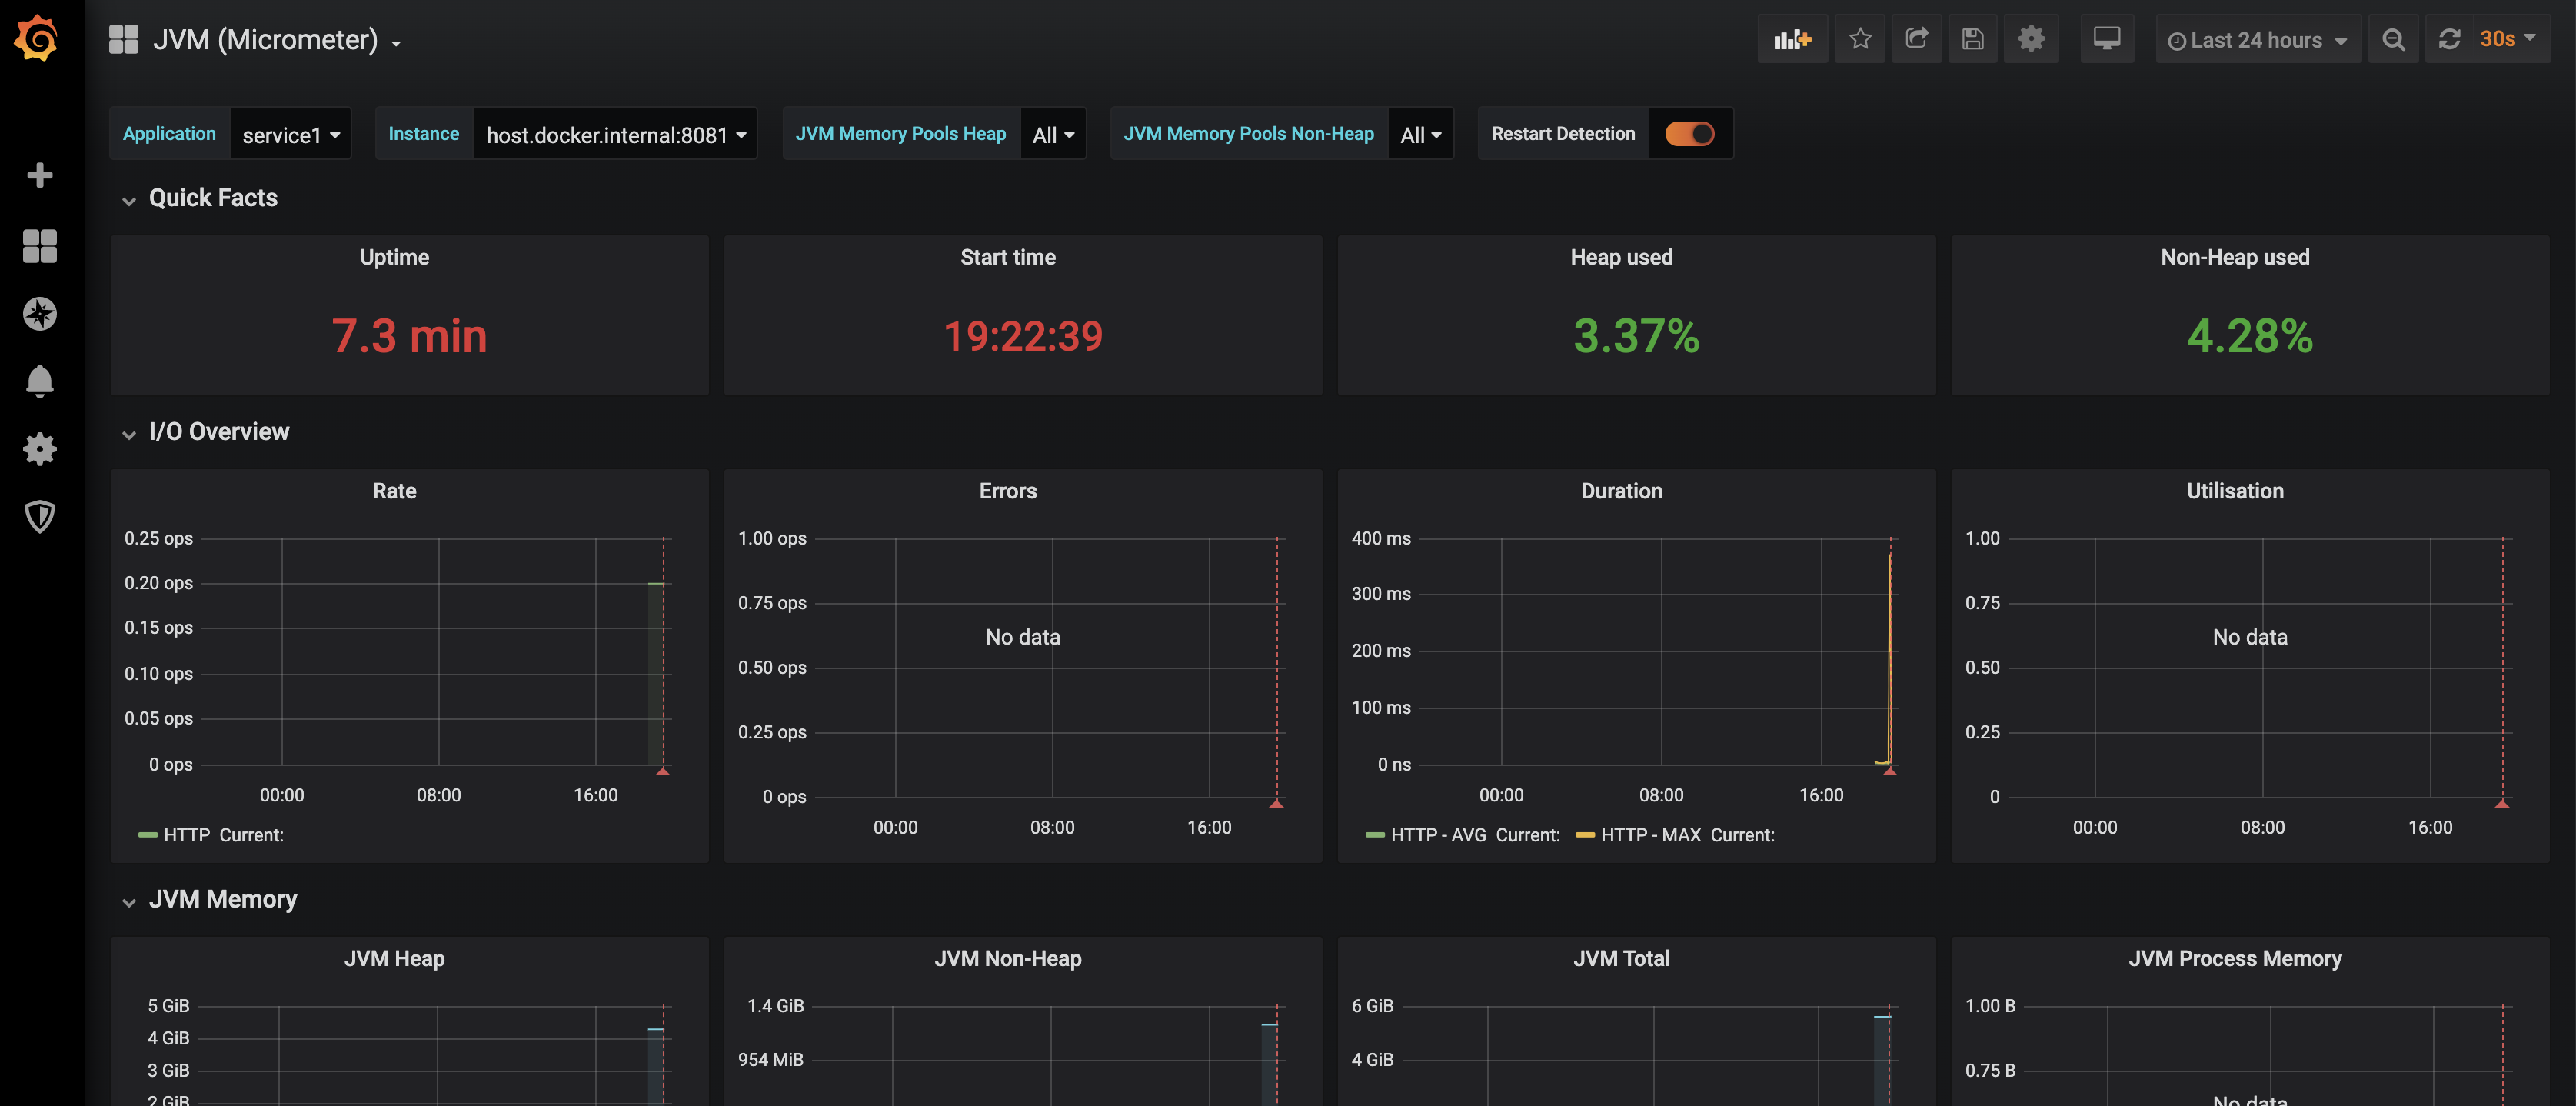 JVM (Micrometer)
Last 24 hours
30s
Application service1
Instance host.docker.internal:8081
JVM Memory Pools Heap All
JVM Memory Pools Non-Heap All
Restart Detection
Quick Facts
Uptime
7.3 min
Start time
19:22:39
Heap used
3.37%
Non-Heap used
4.28%
I/O Overview
Rate
0.25 ops
0.20 ops
0.15 ops
0.10 ops
0.05 ops
0 ops
00:00 08:00 16:00
HTTP Current:
Errors
1.00 ops
0.75 ops
No data
0.50 ops
0.25 ops
0 ops
00:00 08:00 16:00
Duration
400 ms
300 ms
200 ms
100 ms
0 ns
00:00 08:00 16:00
HTTP - AVG Current: HTTP - MAX Current:
Utilisation
1.00
0.75
No data
0.50
0.25
0
00:00 08:00 16:00
JVM Memory
JVM Heap
5 GiB
4 GiB
3 GiB
2 GiB
JVM Non-Heap
1.4 GiB
954 MiB
JVM Total
6 GiB
4 GiB
JVM Process Memory
1.00 B
0.75 B
No data